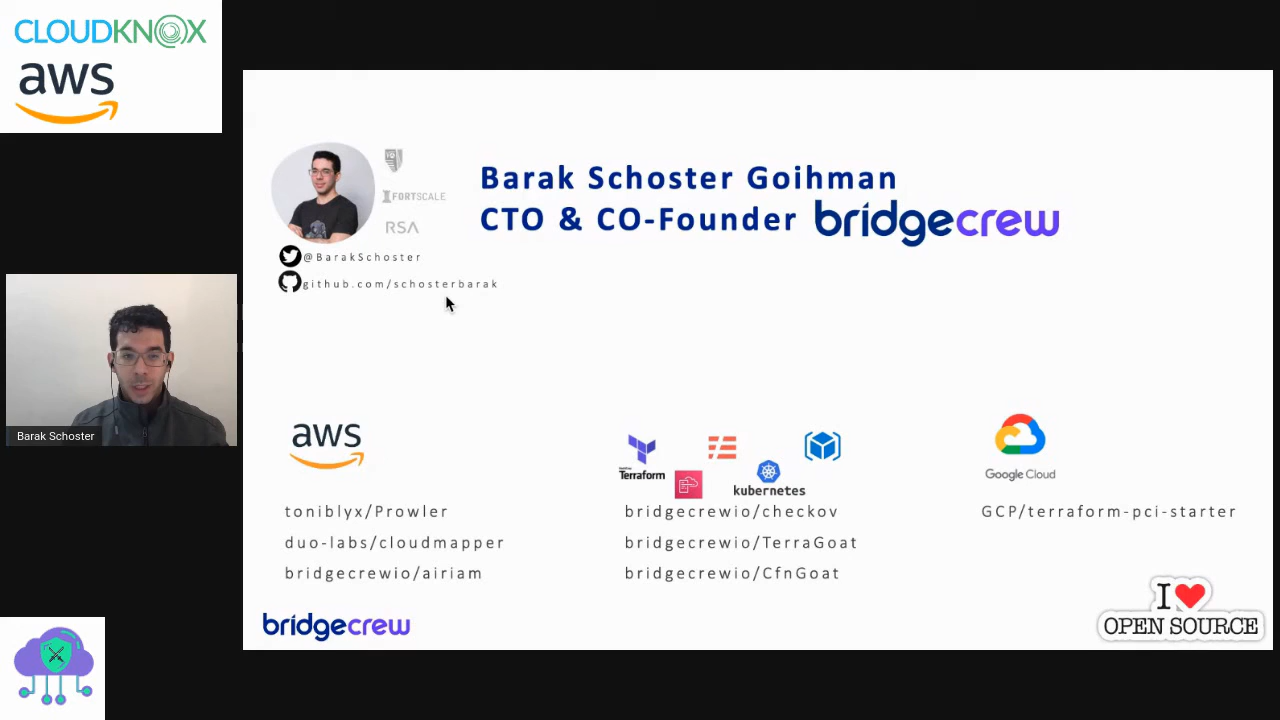 CLOUDKNOX
aws
FORTSCALE
RSA
Barak Schoster Goihman
CTO & CO-Founder bridgecrew
@BarakSchoster
github.com/schosterbarak
Barak Schoster
aws
Terraform
kubernetes
Google Cloud
toniblyx/Prowler
duo-labs/cloudmapper
bridgecrewio/airiam
bridgecrewio/checkov
bridgecrewio/TerraGoat
bridgecrewio/CfnGoat
GCP/terraform-pci-starter
bridgecrew
I
OPEN SOURCE